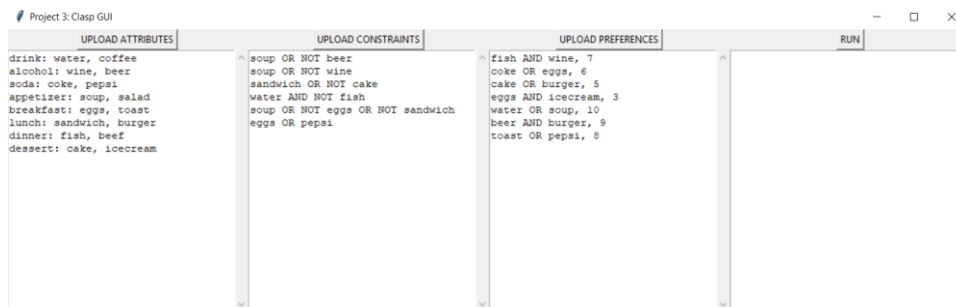 Project 3: Clasp GUI
UPLOAD ATTRIBUTES
drink: water, coffee
alcohol: wine, beer
soda: coke, pepsi
appetizer: soup, salad
breakfast: eggs, toast
lunch: sandwich, burger
dinner: fish, beef
dessert: cake, icecream
UPLOAD CONSTRAINTS
soup OR NOT beer
soup OR NOT wine
sandwich OR NOT cake
water AND NOT fish
soup OR NOT eggs OR NOT sandwich
eggs OR pepsi
UPLOAD PREFERENCES
fish AND wine, 7
coke OR eggs, 6
cake OR burger, 5
eggs AND icecream, 3
water OR soup, 10
beer AND burger, 9
toast OR pepsi, 8
RUN